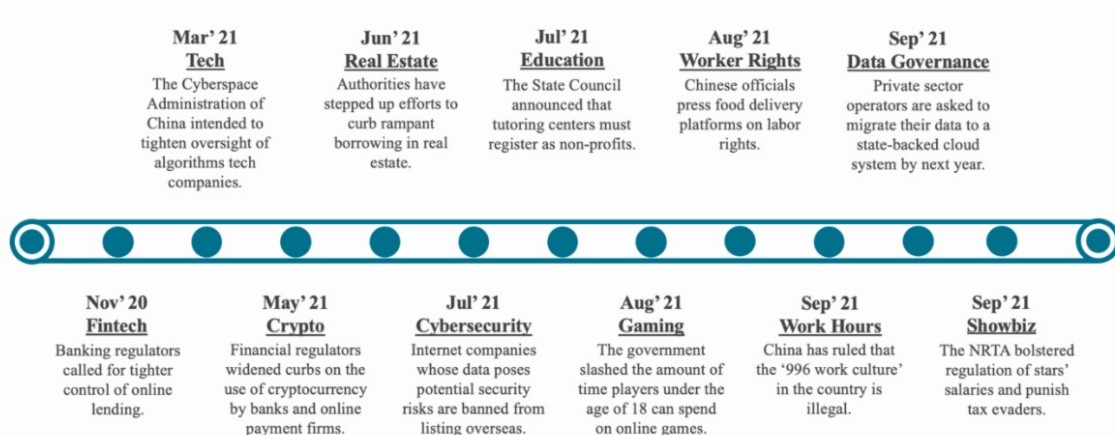 Mar’ 21
Tech
The Cyberspace
Administration of
China intended to
tighten oversight of
algorithms tech
companies.
Jun’ 21
Real Estate
Authorities have
stepped up efforts to
curb rampant
borrowing in real
estate.
Jul’ 21
Education
The State Council
announced that
tutoring centers must
register as non-profits.
Aug’ 21
Worker Rights
Chinese officials
press food delivery
platforms on labor
rights.
Sep’ 21
Data Governance
Private sector
operators are asked to
migrate their data to a
state-backed cloud
system by next year.
Nov’ 20
Fintech
Banking regulators
called for tighter
control of online
lending.
May’ 21
Crypto
Financial regulators
widened curbs on the
use of cryptocurrency
by banks and online
payment firms.
Jul’ 21
Cybersecurity
Internet companies
whose data poses
potential security
risks are banned from
listing overseas.
Aug’ 21
Gaming
The government
slashed the amount of
time players under the
age of 18 can spend
on online games.
Sep’ 21
Work Hours
China has ruled that
the ‘996 work culture’
in the country is
illegal.
Sep’ 21
Showbiz
The NRTA bolstered
regulation of stars’
salaries and punish
tax evaders.